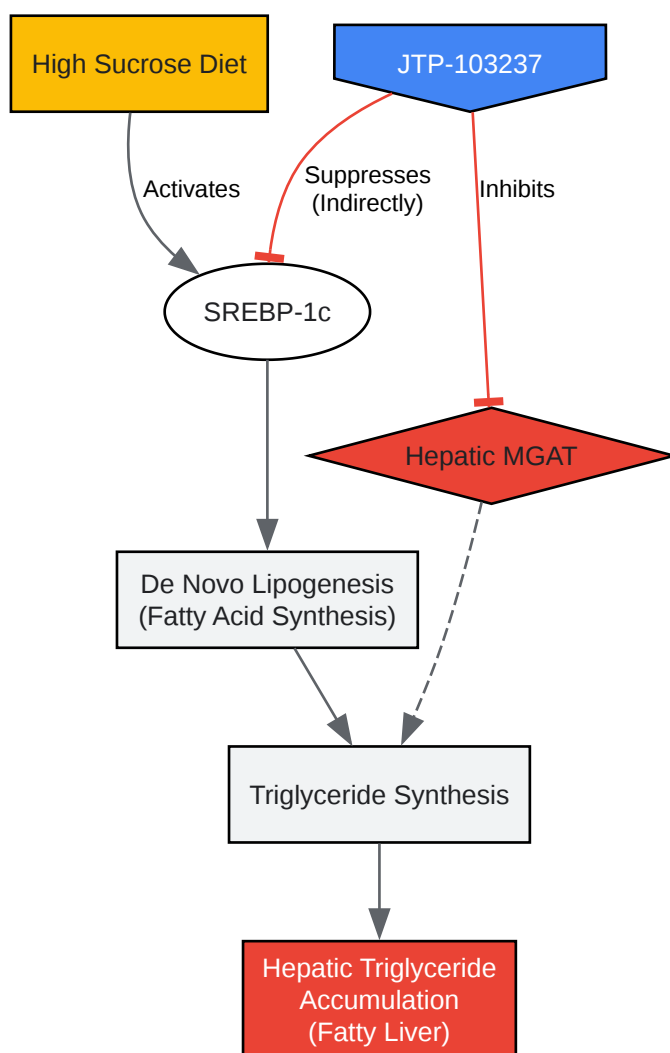 High Sucrose Diet
JTP-103237
Activates
Suppresses
(Indirectly)
Inhibits
SREBP-1c
Hepatic MGAT
De Novo Lipogenesis
(Fatty Acid Synthesis)
Triglyceride Synthesis
Hepatic Triglyceride
Accumulation
(Fatty Liver)